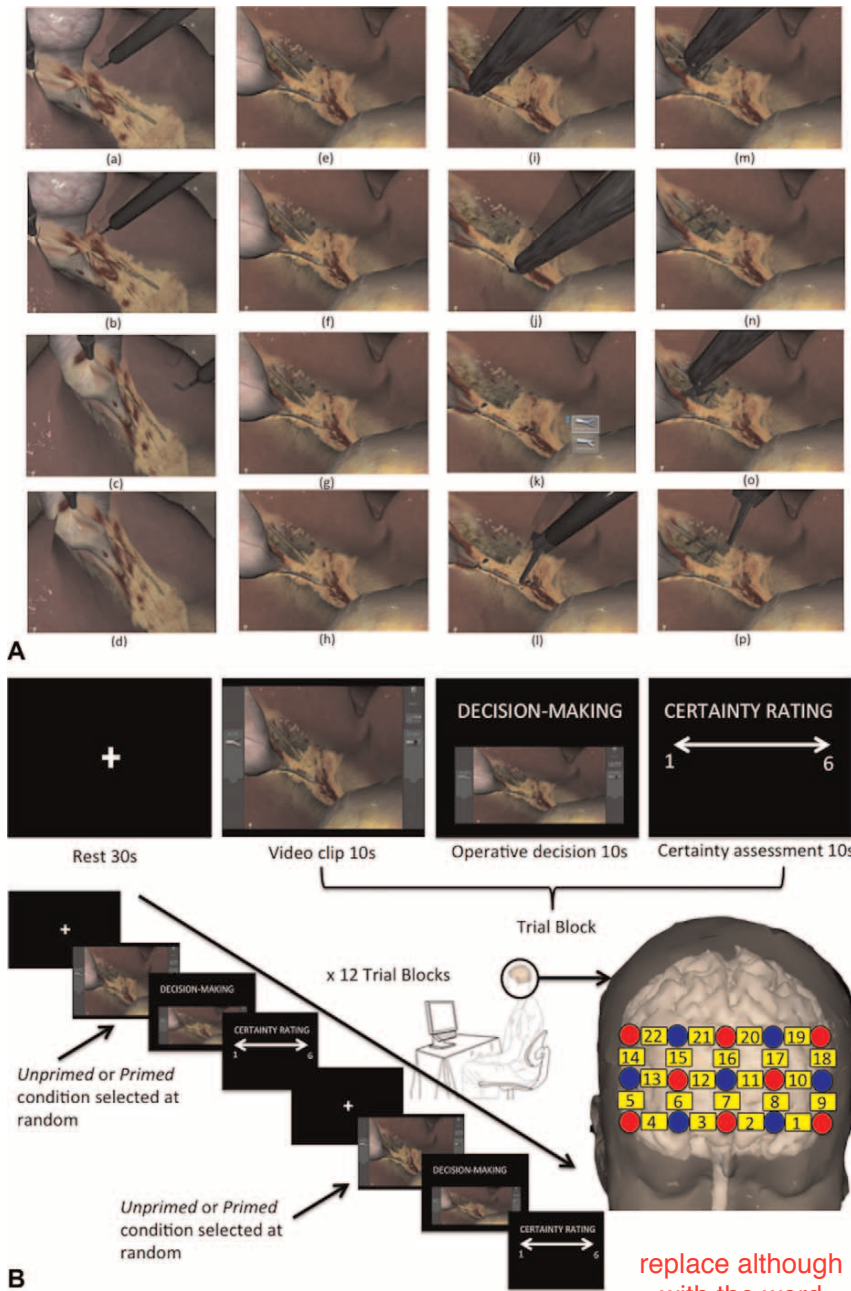 (a) (e) (i) (m)
(b) (f) (j) (n)
(c) (g) (k) (o)
(d) (h) (l) (p)
A
DECISION-MAKING CERTAINTY RATING
1 6
Rest 30s Video clip 10s Operative decision 10s Certainty assessment 10s
Trial Block
x 12 Trial Blocks
DECISION-MAKING
CERTAINTY RATING
1 6
Unprimed or Primed
condition selected at
random
22 21 20 19
14 15 16 17 18
13 12 11 10
5 6 7 8 9
4 3 2 1
Unprimed or Primed
condition selected at
random
DECISION-MAKING
CERTAINTY RATING
1 6
B
replace although
with the word